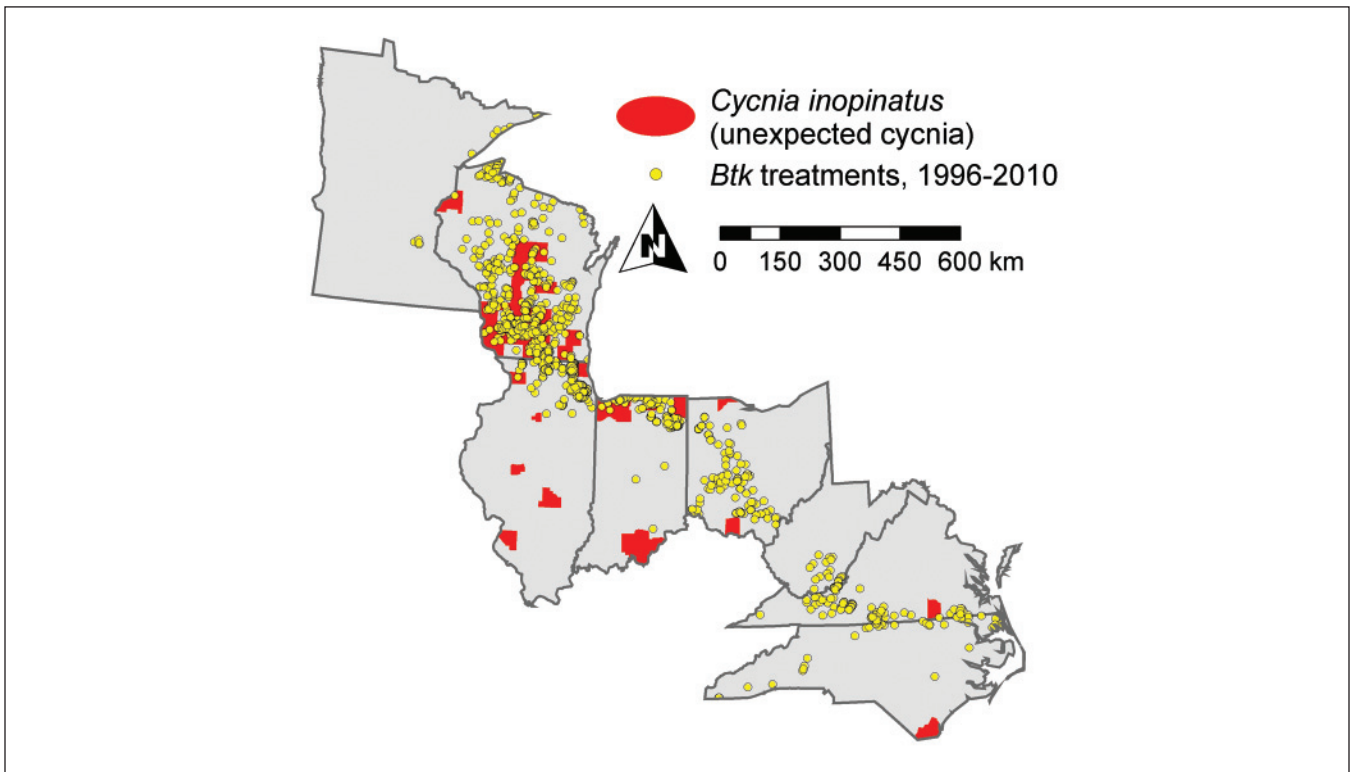 Cycnia inopinatus
(unexpected cycnia)
Btk treatments, 1996-2010
N
0 150 300 450 600 km